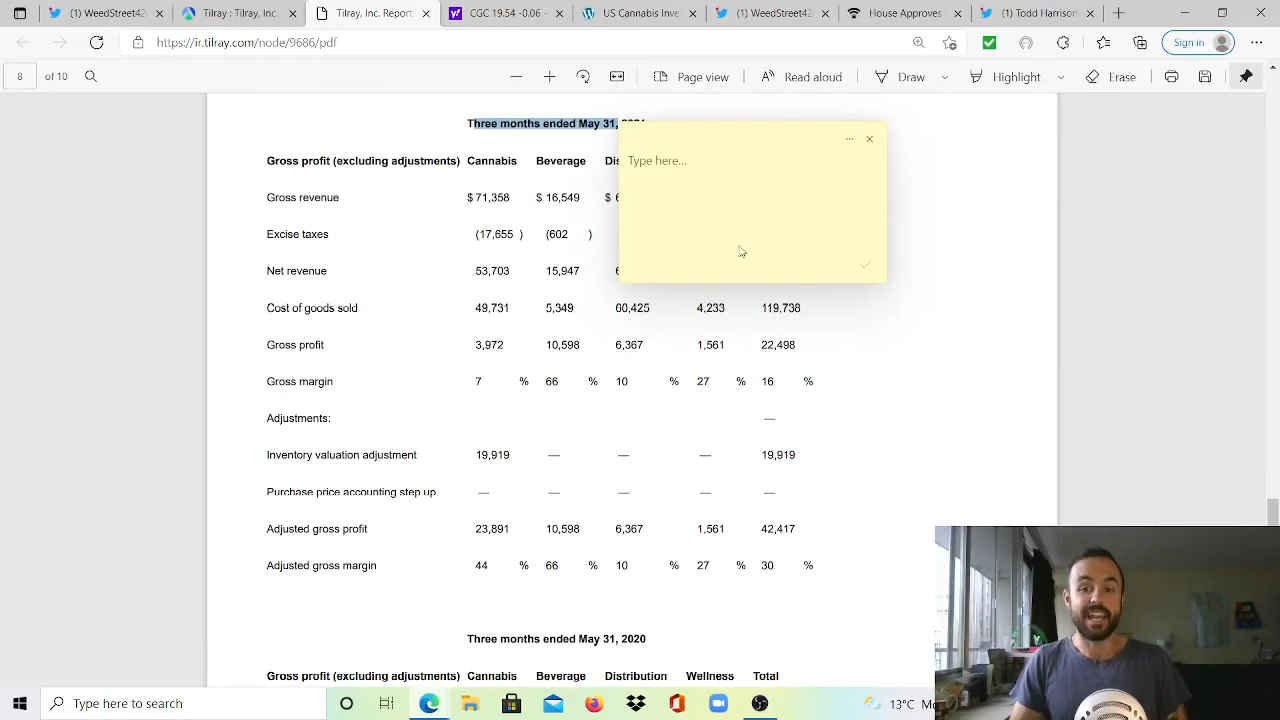 (1) WeedStreet42
Tilray : Tilray, Inc.
Tilray, Inc. Report
CGC 19.54 -0.06
US Cannabis Inve
(1) WeedStreet42
House Approves
(1) Todd Harrison
https://ir.tilray.com/node/9686/pdf
Sign in
8 of 10
Page view
Read aloud
Draw
Highlight
Erase
Three months ended May 31,
Gross profit (excluding adjustments) Cannabis Beverage Dis
Type here...
Gross revenue $ 71,358 $ 16,549 $ 6
Excise taxes (17,655 ) (602 )
Net revenue 53,703 15,947 6
Cost of goods sold 49,731 5,349 60,425 4,233 119,738
Gross profit 3,972 10,598 6,367 1,561 22,498
Gross margin 7 % 66 % 10 % 27 % 16 %
Adjustments: —
Inventory valuation adjustment 19,919 — — — 19,919
Purchase price accounting step up — — — — —
Adjusted gross profit 23,891 10,598 6,367 1,561 42,417
Adjusted gross margin 44 % 66 % 10 % 27 % 30 %
Three months ended May 31, 2020
Gross profit (excluding adjustments) Cannabis Beverage Distribution Wellness Total
Type here to search
13°C Mo